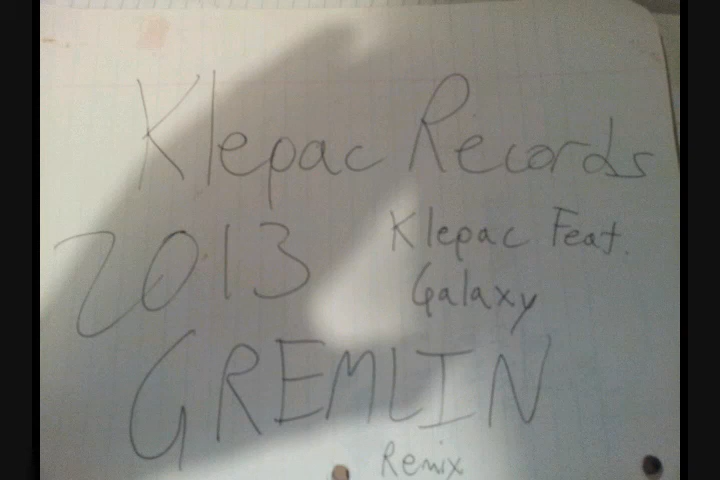 Klepac Records
2013
Klepac Feat.
Galaxy
GREMLIN
Remix